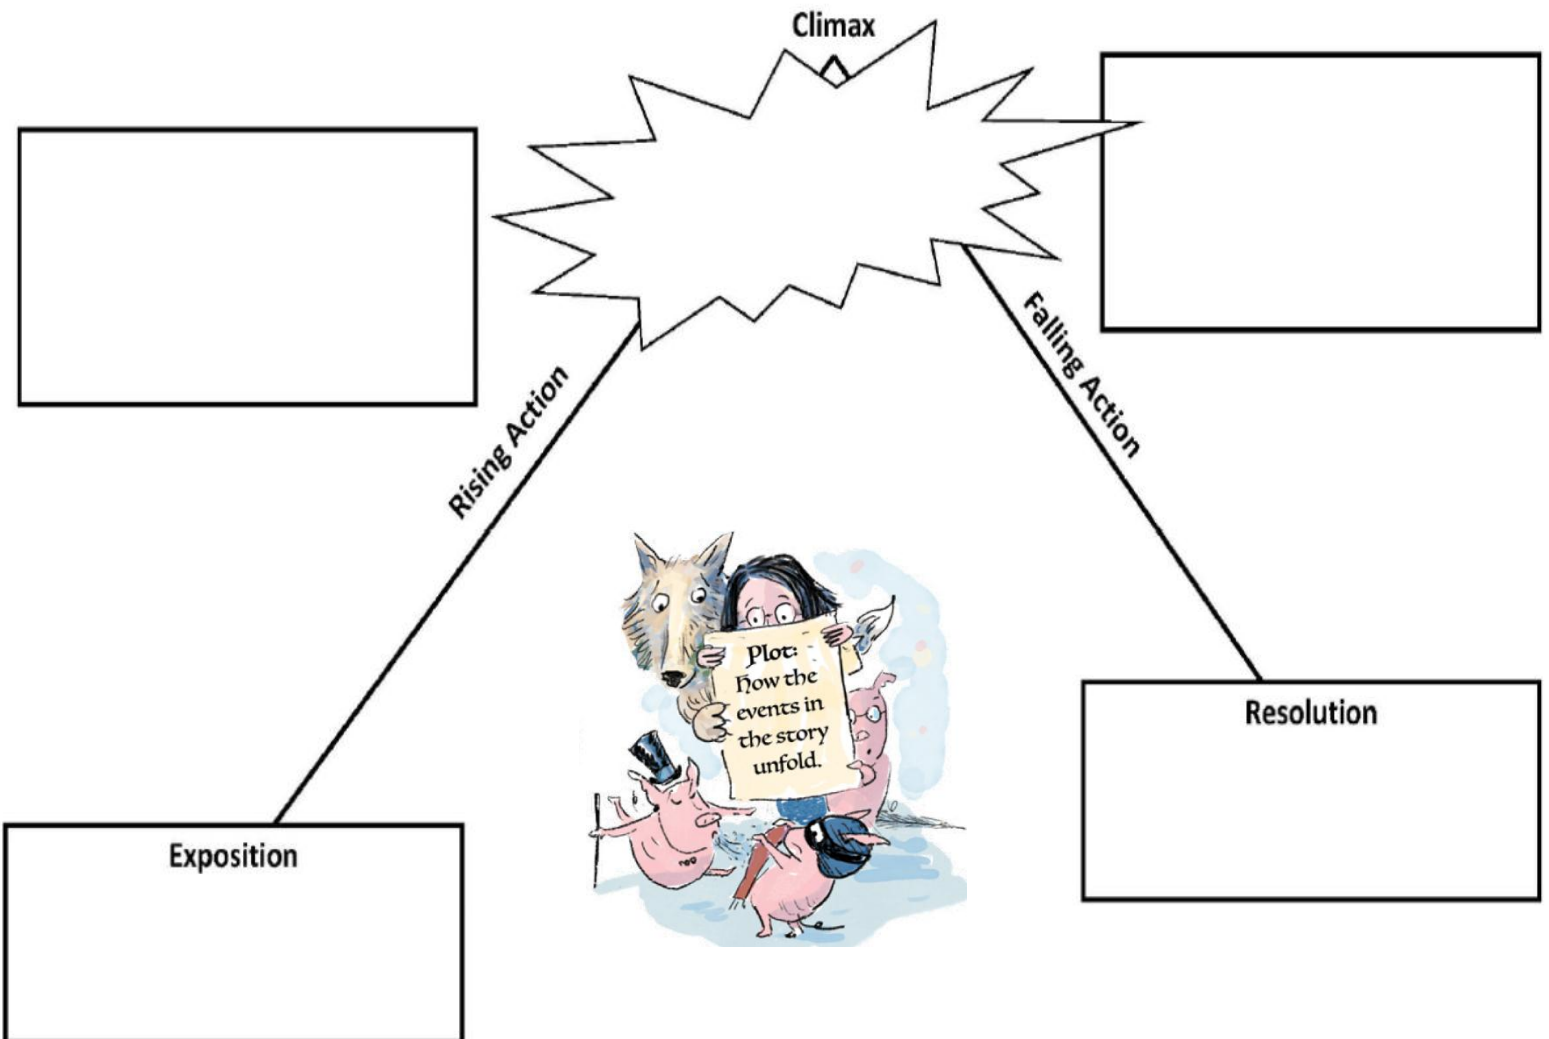 Climax
Rising Action
Falling Action
Plot:
How the
events in
the story
unfold.
Resolution
Exposition